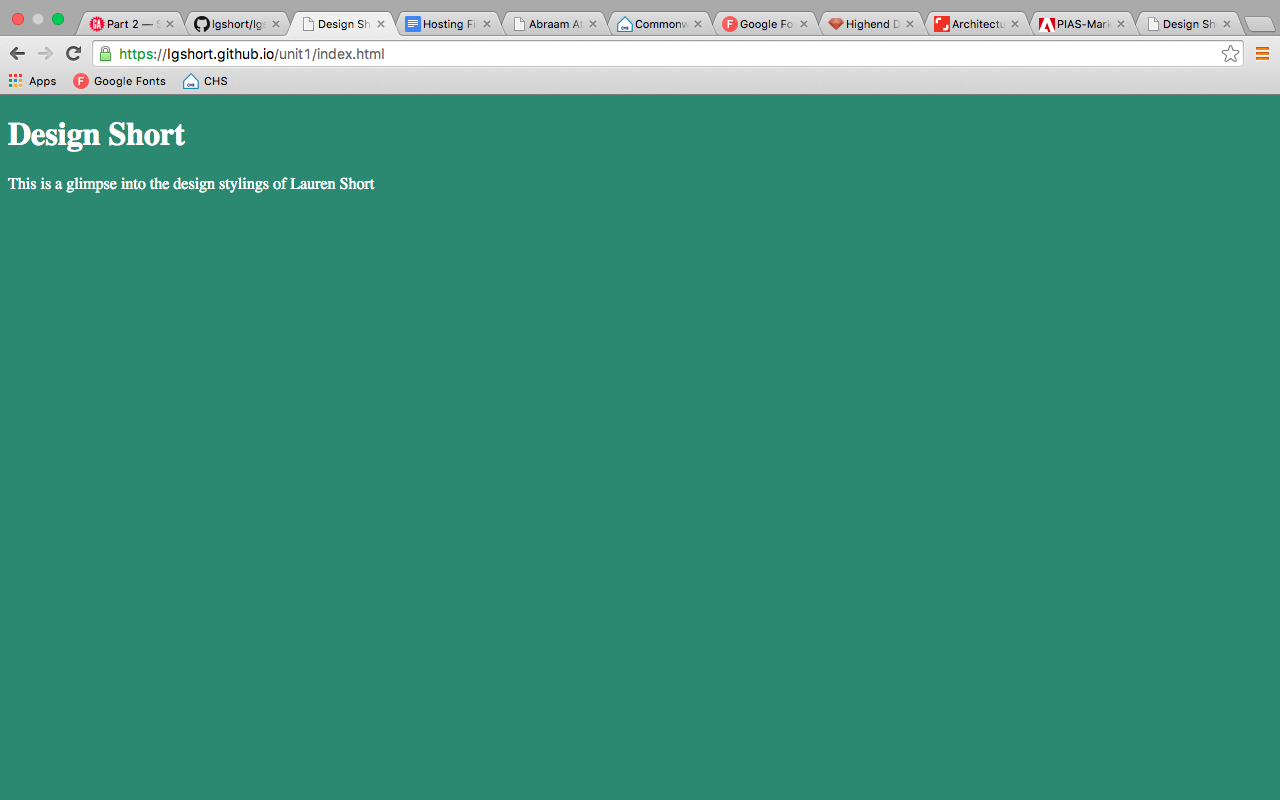 Part 2 — S
lgshort/lgs
Design Sh
Hosting Fi
Abraam At
Commonw
Google Fo
Highend D
Architectu
PIAS-Mark
Design Sh
https://lgshort.github.io/unit1/index.html
Apps
Google Fonts
CHS
Design Short
This is a glimpse into the design stylings of Lauren Short